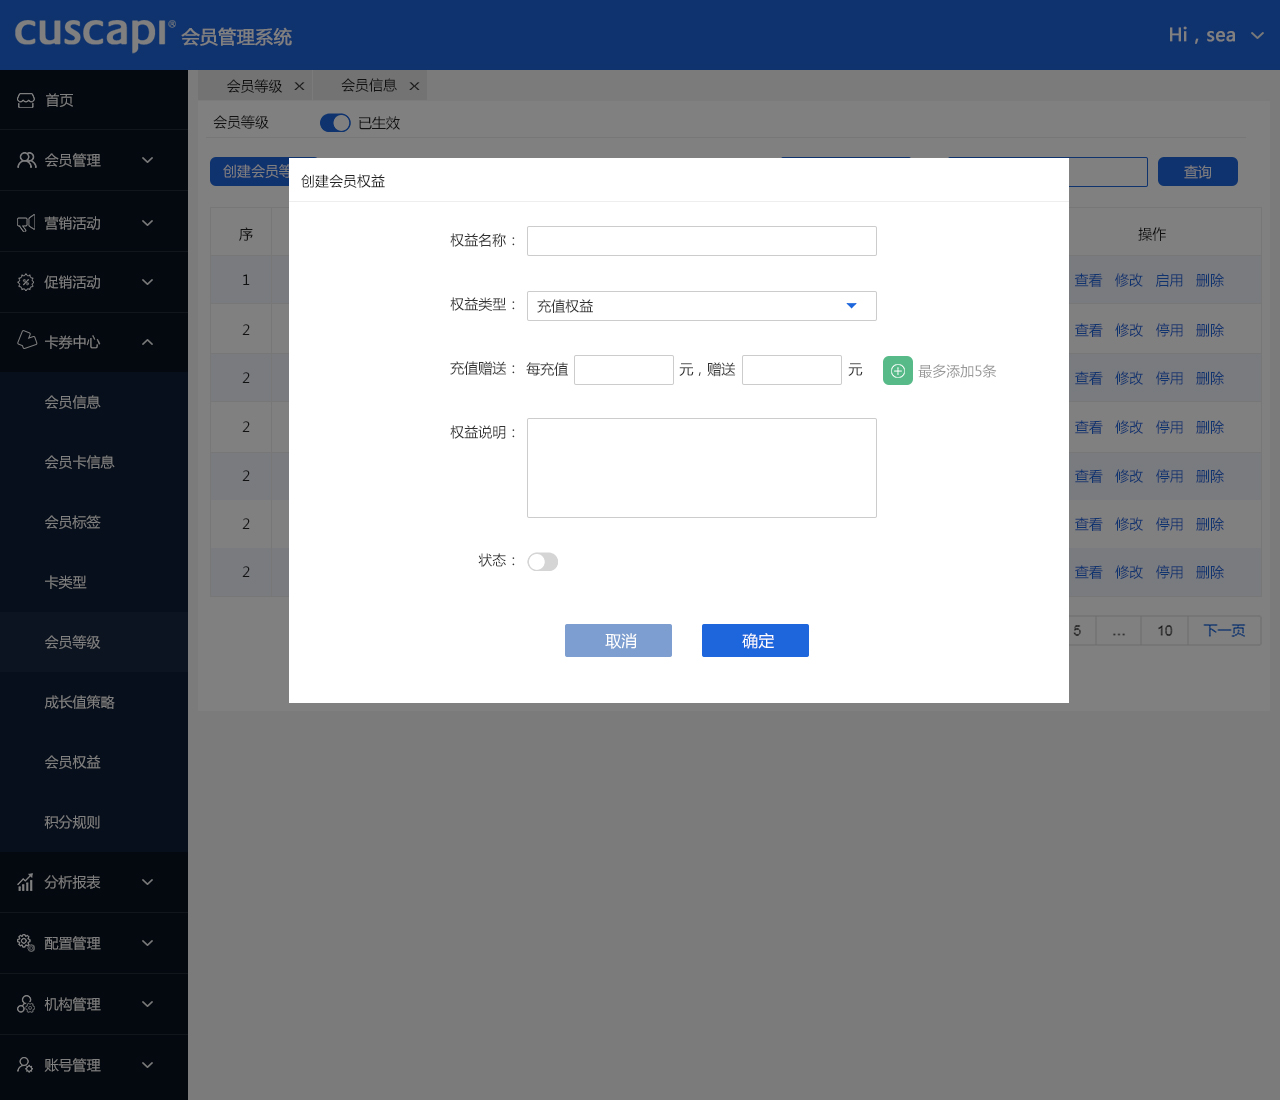 cuscapi® 会员管理系统
Hi , sea
首页
会员管理
营销活动
促销活动
卡券中心
会员信息
会员卡信息
会员标签
卡类型
会员等级
成长值策略
会员权益
积分规则
分析报表
配置管理
机构管理
账号管理
会员等级 ×
会员信息 ×
会员等级 已生效
创建会员等
查询
序 操作
1 查看 修改 启用 删除
2 查看 修改 停用 删除
2 查看 修改 停用 删除
2 查看 修改 停用 删除
2 查看 修改 停用 删除
2 查看 修改 停用 删除
2 查看 修改 停用 删除
5 ... 10 下一页
创建会员权益
权益名称：
权益类型： 充值权益
充值赠送： 每充值 元，赠送 元 最多添加5条
权益说明：
状态：
取消 确定